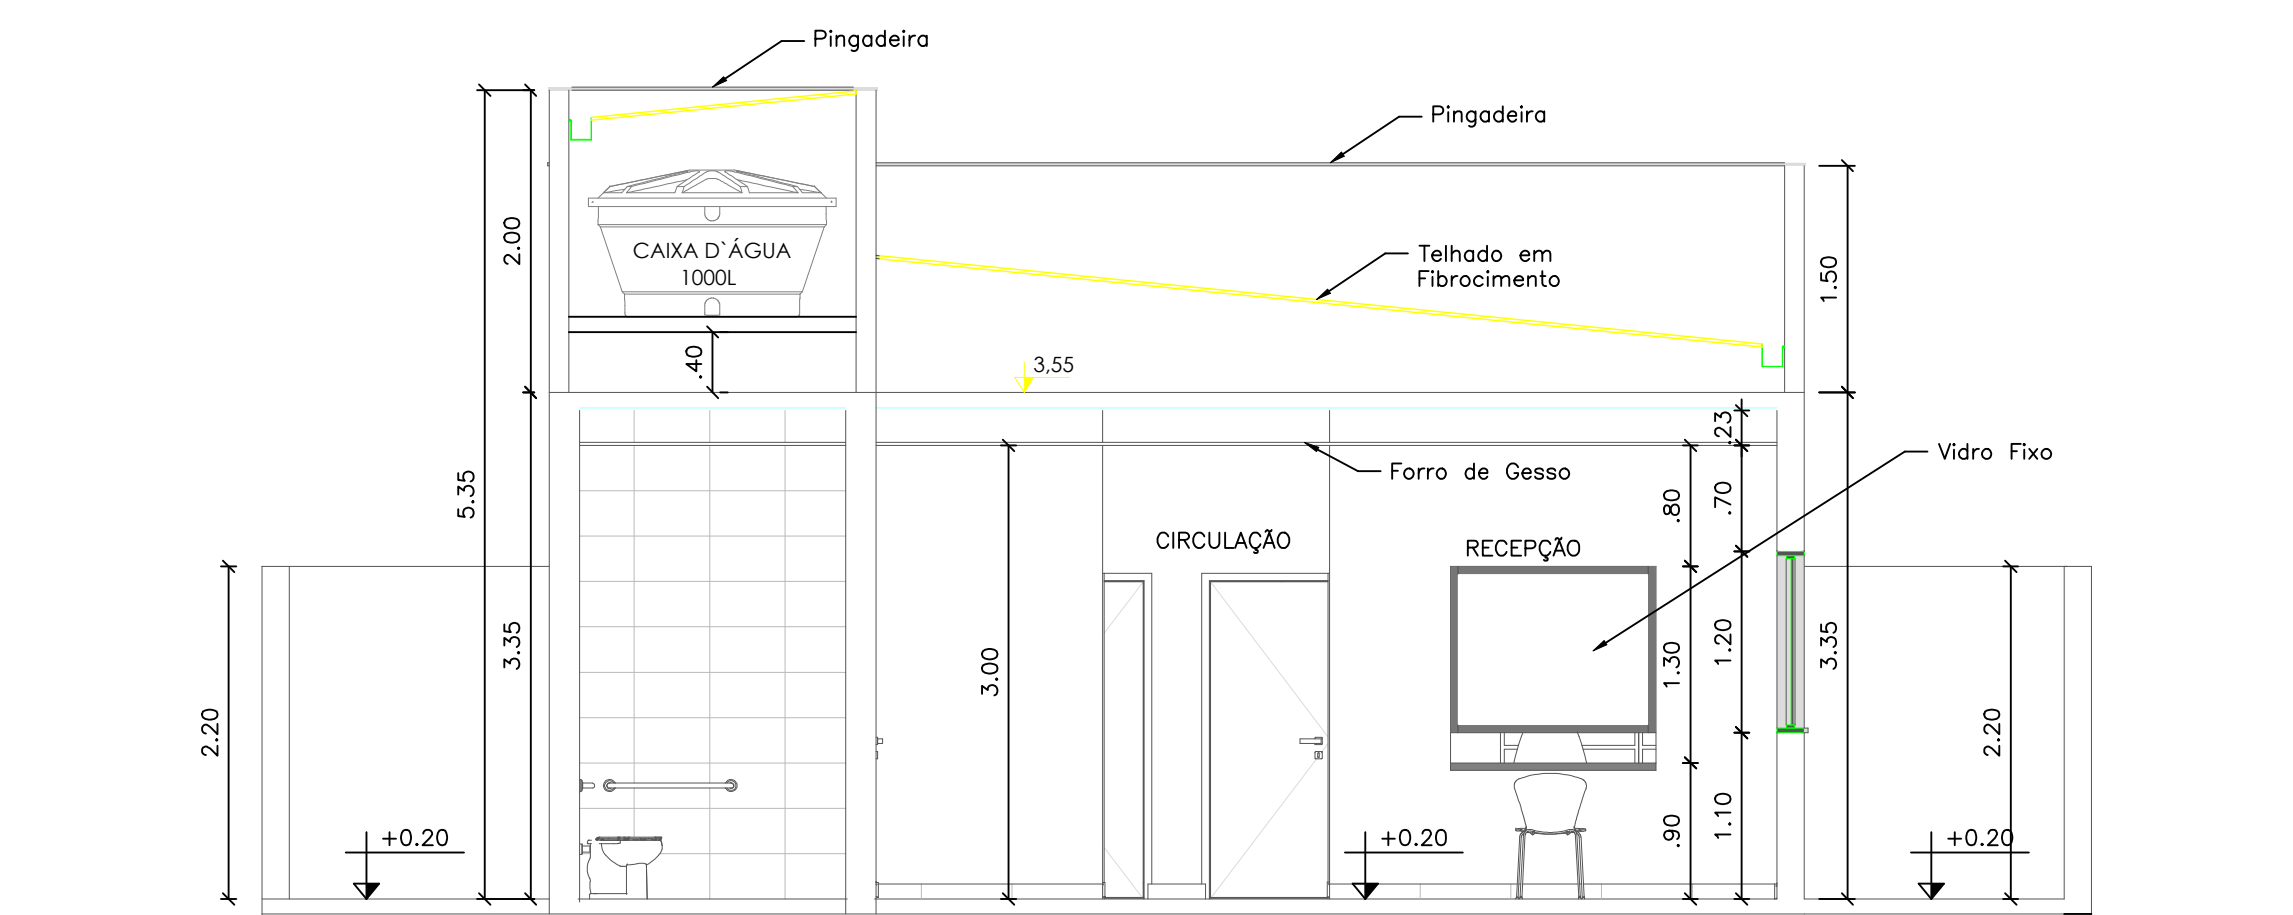 Pingadeira
Pingadeira
2.00
CAIXA D`ÁGUA
1000L
Telhado em
Fibrocimento
1.50
.40
3,55
.23
5.35
Forro de Gesso
Vidro Fixo
.80
.70
CIRCULAÇÃO
RECEPÇÃO
3.35
3.00
1.30
1.20
3.35
2.20
2.20
.90
1.10
+0.20
+0.20
+0.20